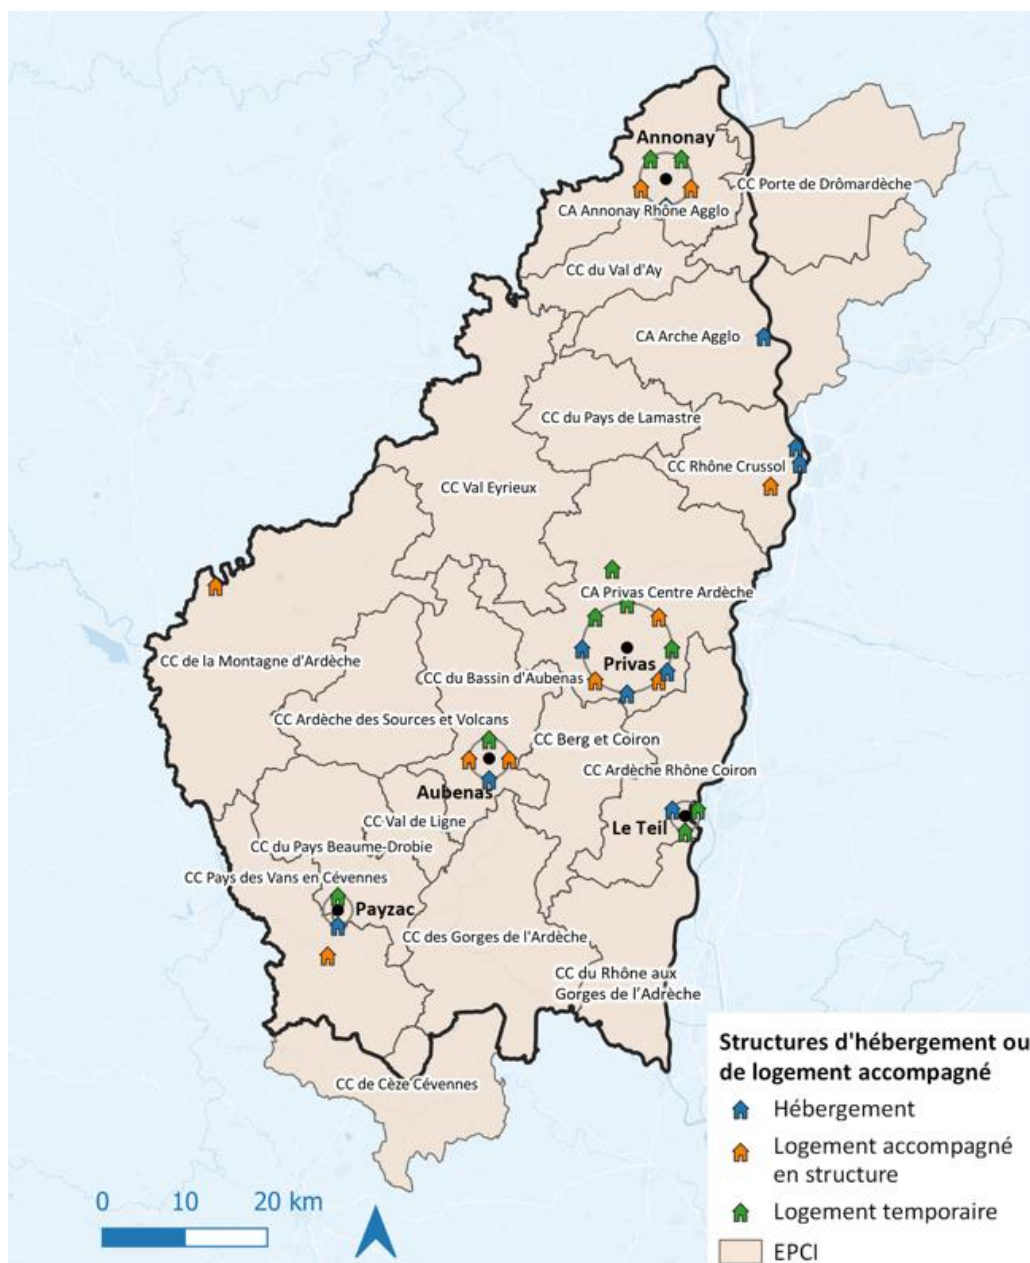 Annonay
CC Porte de Drômardèche
CA Annonay Rhône Agglo
CC du Val d'Ay
CA Arche Agglo
CC du Pays de Lamastre
CC Rhône Crussol
CC Val Eyrieux
CA Privas Centre Ardèche
CC de la Montagne d'Ardèche
Privas
CC du Bassin d'Aubenas
CC Ardèche des Sources et Volcans
CC Berg et Coiron
CC Ardèche Rhône Coiron
Aubenas
CC Val de Ligne
Le Teil
CC du Pays Beaume-Drobie
CC Pays des Vans en Cévennes
Payzac
CC des Gorges de l'Ardèche
CC du Rhône aux
Gorges de l'Adrèche
CC de Cèze Cévennes
Structures d'hébergement ou
de logement accompagné
Hébergement
Logement accompagné
en structure
Logement temporaire
EPCI
0 10 20 km